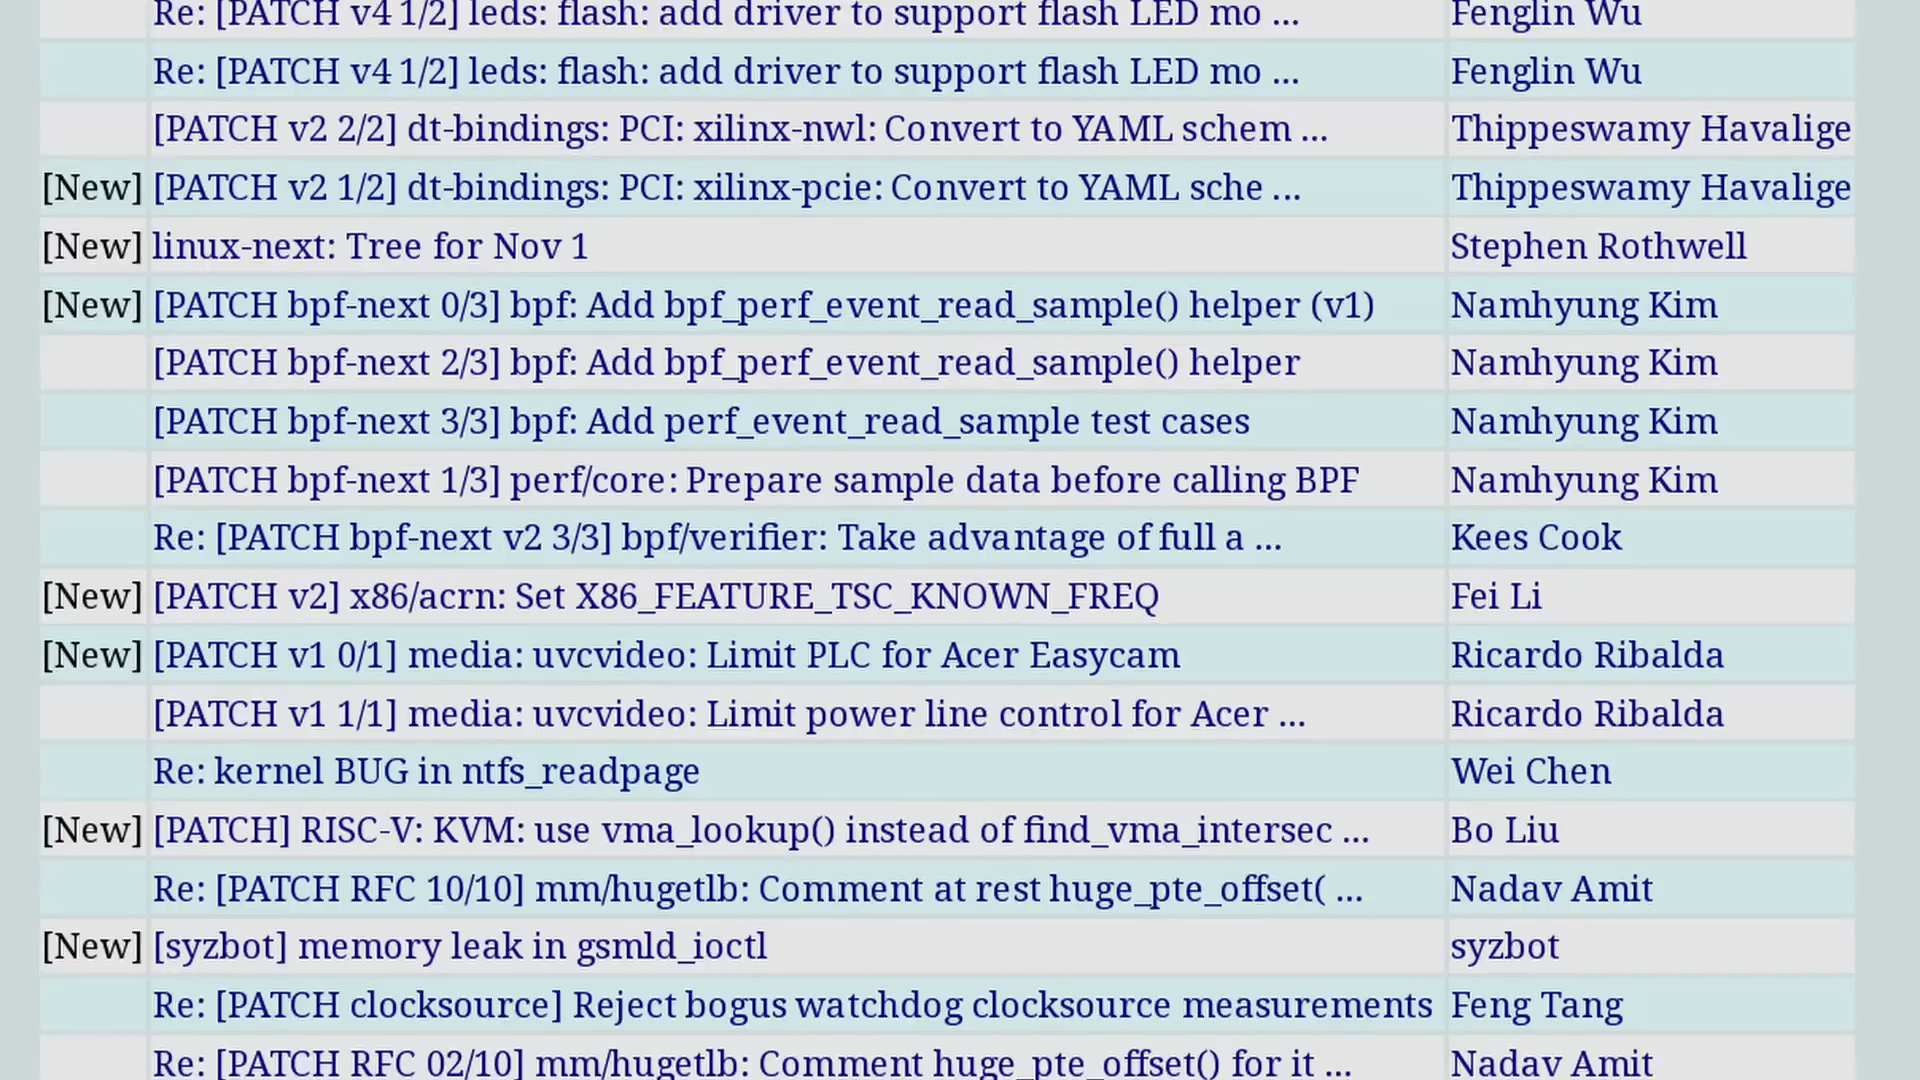 Re: [PATCH v4 1/2] leds: flash: add driver to support flash LED mo ... Fenglin Wu
Re: [PATCH v4 1/2] leds: flash: add driver to support flash LED mo ... Fenglin Wu
[PATCH v2 2/2] dt-bindings: PCI: xilinx-nwl: Convert to YAML schem ... Thippeswamy Havalige
[New] [PATCH v2 1/2] dt-bindings: PCI: xilinx-pcie: Convert to YAML sche ... Thippeswamy Havalige
[New] linux-next: Tree for Nov 1 Stephen Rothwell
[New] [PATCH bpf-next 0/3] bpf: Add bpf_perf_event_read_sample() helper (v1) Namhyung Kim
[PATCH bpf-next 2/3] bpf: Add bpf_perf_event_read_sample() helper Namhyung Kim
[PATCH bpf-next 3/3] bpf: Add perf_event_read_sample test cases Namhyung Kim
[PATCH bpf-next 1/3] perf/core: Prepare sample data before calling BPF Namhyung Kim
Re: [PATCH bpf-next v2 3/3] bpf/verifier: Take advantage of full a ... Kees Cook
[New] [PATCH v2] x86/acrn: Set X86_FEATURE_TSC_KNOWN_FREQ Fei Li
[New] [PATCH v1 0/1] media: uvcvideo: Limit PLC for Acer Easycam Ricardo Ribalda
[PATCH v1 1/1] media: uvcvideo: Limit power line control for Acer ... Ricardo Ribalda
Re: kernel BUG in ntfs_readpage Wei Chen
[New] [PATCH] RISC-V: KVM: use vma_lookup() instead of find_vma_intersec ... Bo Liu
Re: [PATCH RFC 10/10] mm/hugetlb: Comment at rest huge_pte_offset( ... Nadav Amit
[New] [syzbot] memory leak in gsmld_ioctl syzbot
Re: [PATCH clocksource] Reject bogus watchdog clocksource measurements Feng Tang
Re: [PATCH RFC 02/10] mm/hugetlb: Comment huge_pte_offset() for it ... Nadav Amit